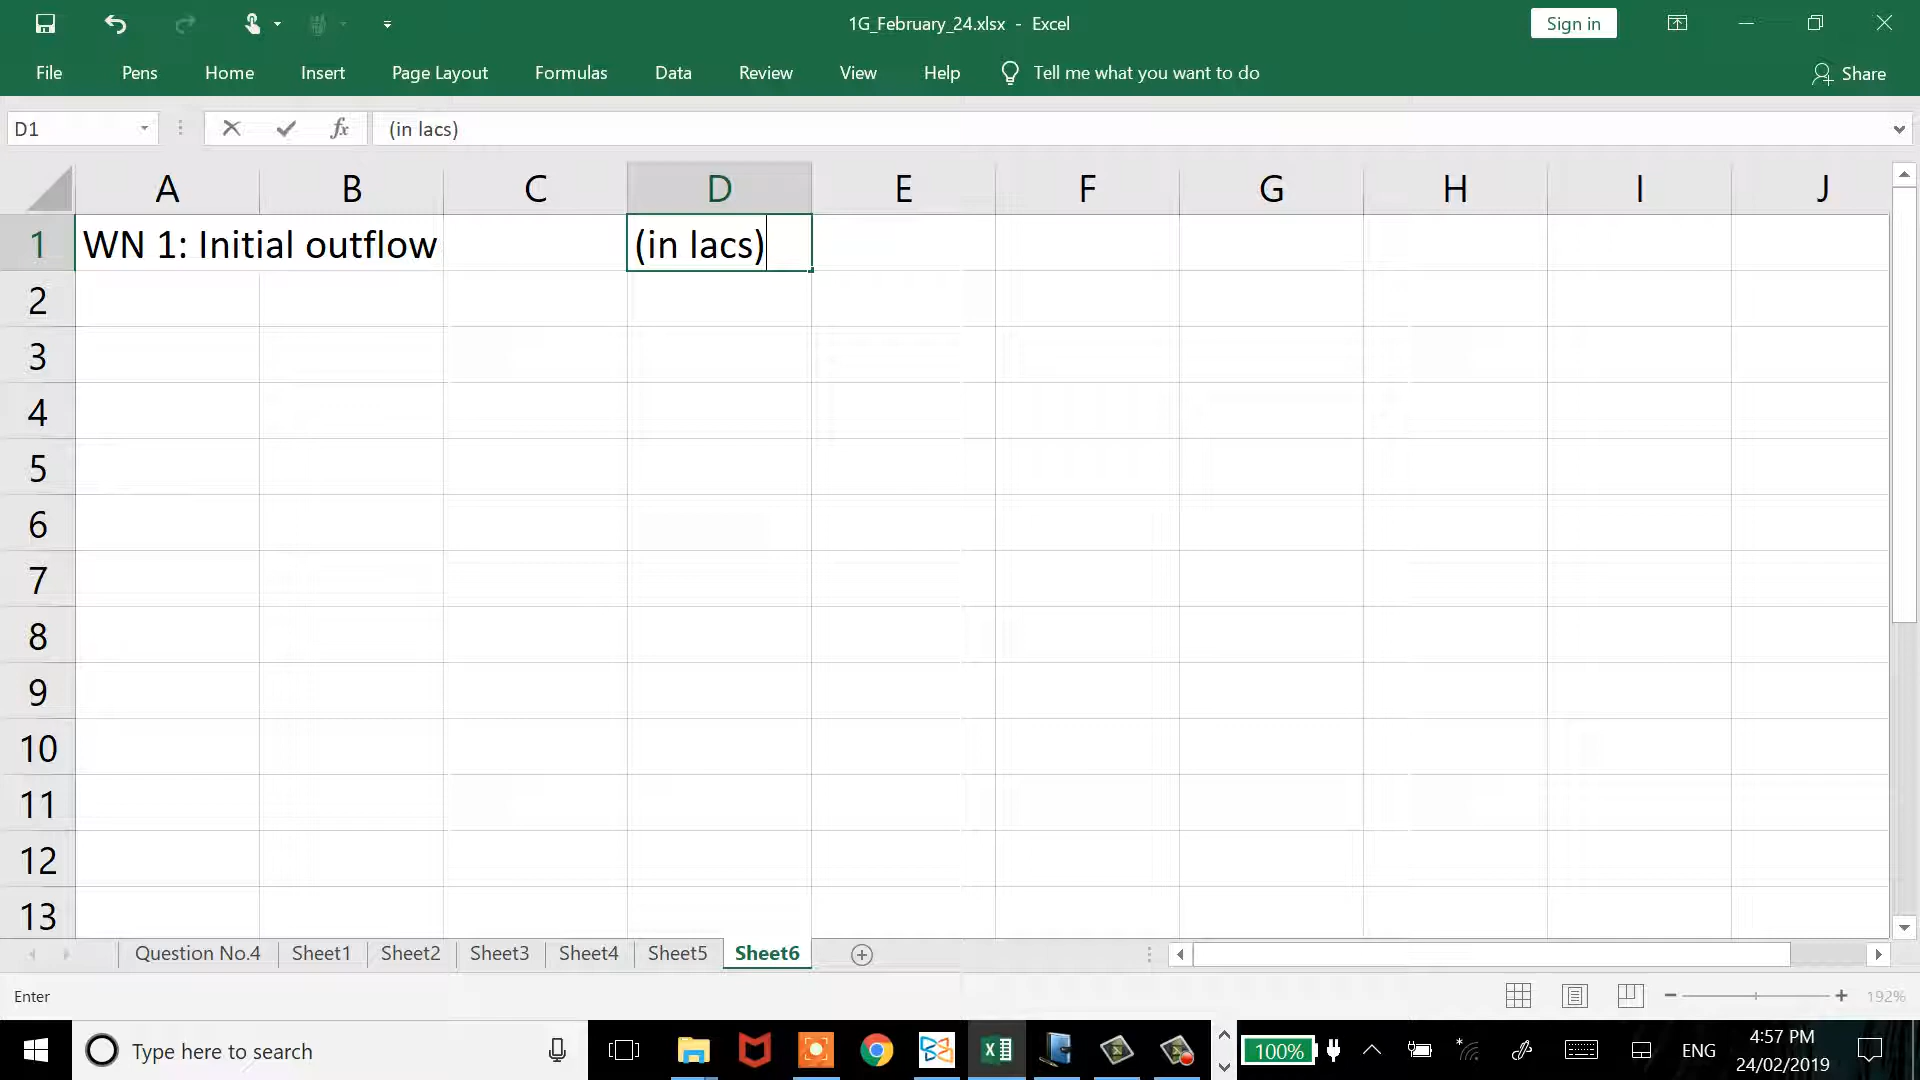 1G_February_24.xlsx - Excel
Sign in
File Pens Home Insert Page Layout Formulas Data Review View Help Tell me what you want to do Share
D1 fx (in lacs)
A B C D E F G H I J
1 WN 1: Initial outflow (in lacs)
2
3
4
5
6
7
8
9
10
11
12
13
Question No.4 Sheet1 Sheet2 Sheet3 Sheet4 Sheet5 Sheet6
Enter 192%
Type here to search 100% ENG 4:57 PM
24/02/2019